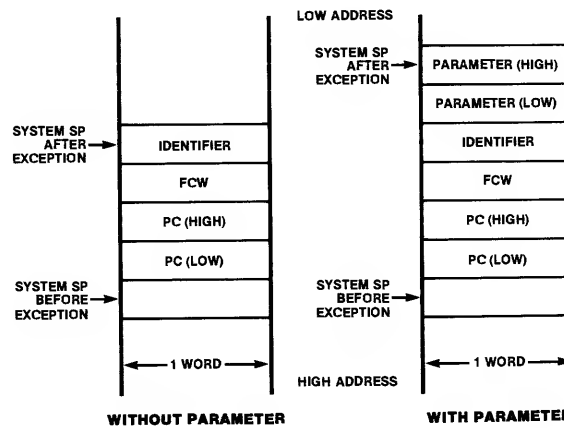 LOW ADDRESS
SYSTEM SP
AFTER
EXCEPTION
IDENTIFIER
FCW
PC (HIGH)
PC (LOW)
SYSTEM SP
BEFORE
EXCEPTION
1 WORD
WITHOUT PARAMETER
SYSTEM SP
AFTER
EXCEPTION
PARAMETER (HIGH)
PARAMETER (LOW)
IDENTIFIER
FCW
PC (HIGH)
PC (LOW)
SYSTEM SP
BEFORE
EXCEPTION
1 WORD
HIGH ADDRESS
WITH PARAMETE